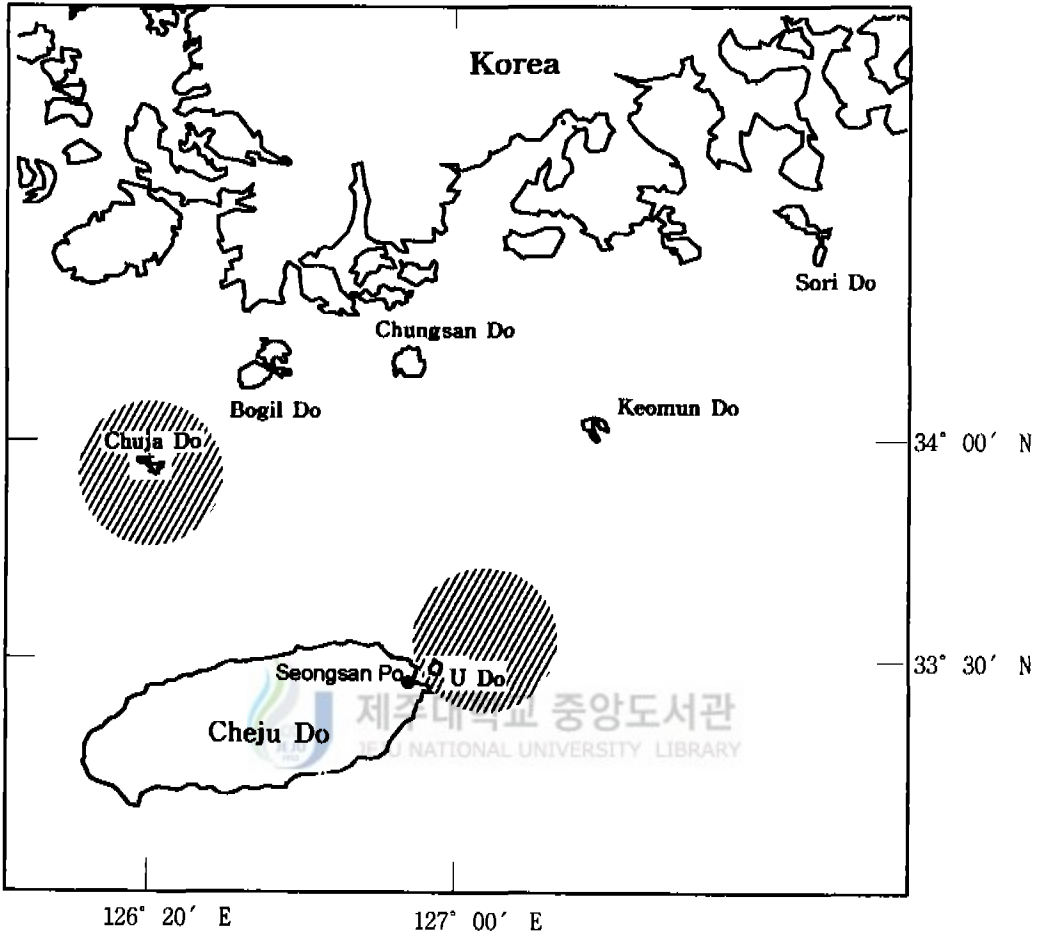 Korea
Sori Do
Chungsan Do
Bogil Do
Keomun Do
Chuja Do
34° 00′ N
33° 30′ N
Seongsan Po
U Do
Cheju Do
제주대학교 중앙도서관
JEJU NATIONAL UNIVERSITY LIBRARY
JEJU
1952
126° 20′ E
127° 00′ E